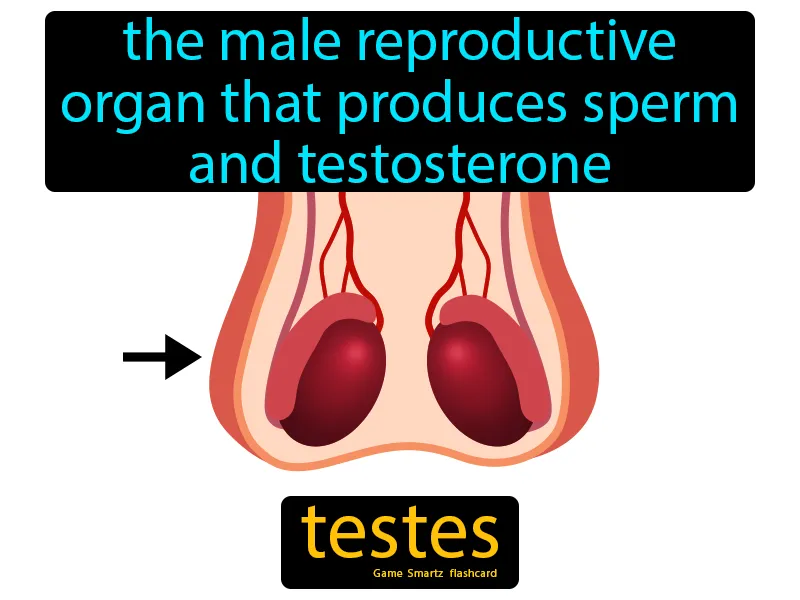 the male reproductive
organ that produces sperm
and testosterone
testes
Game Smartz flashcard